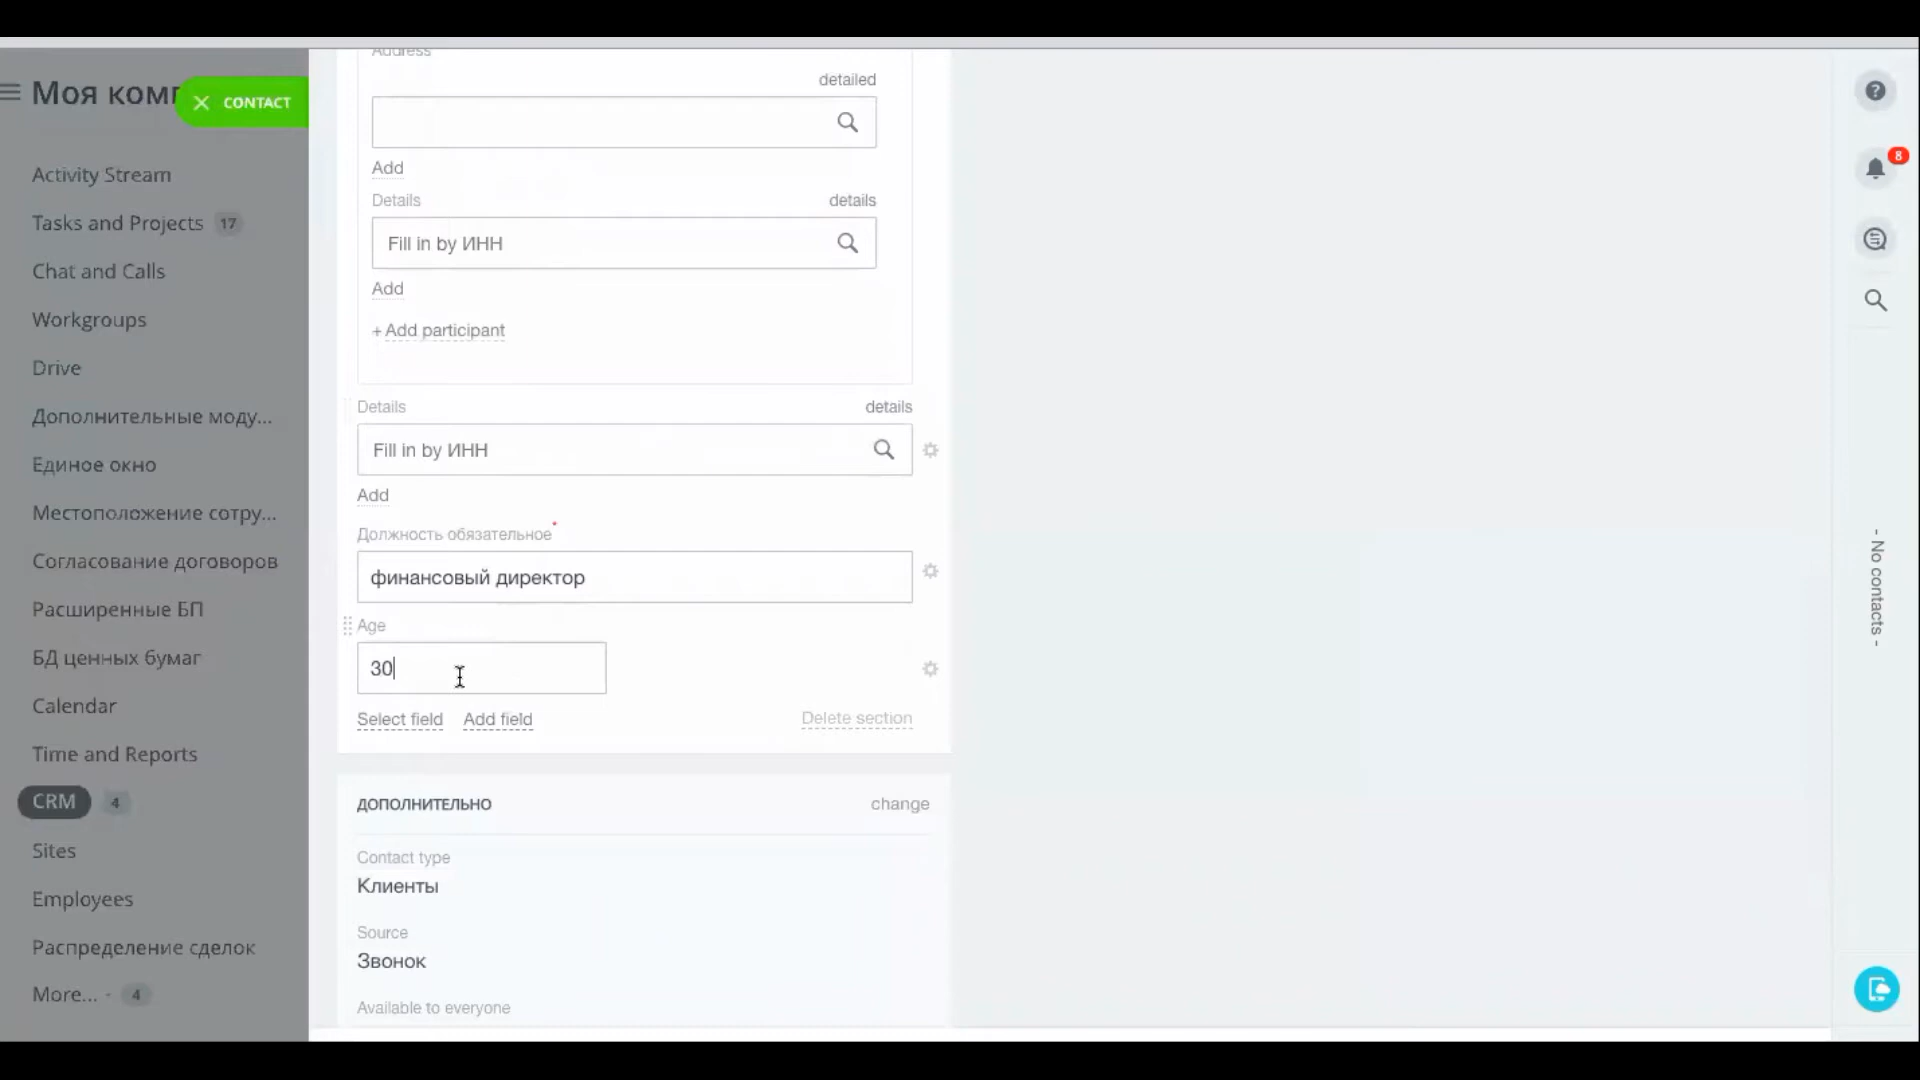 Моя комп
CONTACT
Activity Stream
Tasks and Projects 17
Chat and Calls
Workgroups
Drive
Дополнительные моду...
Единое окно
Местоположение сотру...
Согласование договоров
Расширенные БП
БД ценных бумаг
Calendar
Time and Reports
CRM 4
Sites
Employees
Распределение сделок
More... - 4
Address
detailed
Add
Details details
Fill in by ИНН
Add
+ Add participant
Details details
Fill in by ИНН
Add
Должность обязательное*
финансовый директор
Age
30
Select field Add field Delete section
ДОПОЛНИТЕЛЬНО change
Contact type
Клиенты
Source
Звонок
Available to everyone
?
8
- No contacts -